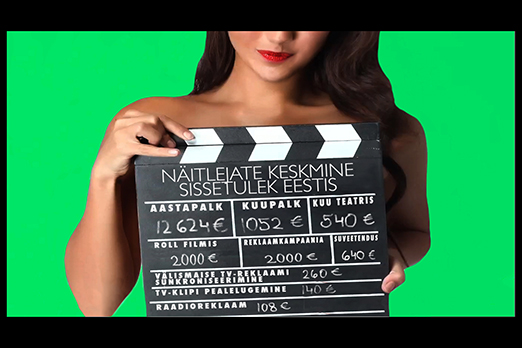 NÄITLEJATE KESKMINE
SISSETULEK EESTIS
AASTAPALK KUUPALK KUU TEATRIS
12 624 € 1052 € 540 €
ROLL FILMIS REKLAAMKAMPAANIA SUVEETENDUS
2000 € 2000 € 640 €
VÄLISMAISE TV-REKLAAMI
SÜNKRONISEERIMINE 260 €
TV-KLIPI PEALELUGEMINE 140 €
RAADIOREKLAAM 108 €